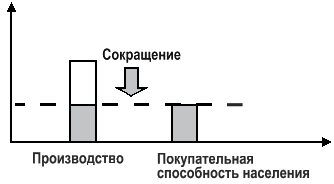 Сокращение
Производство
Покупательная
способность населения